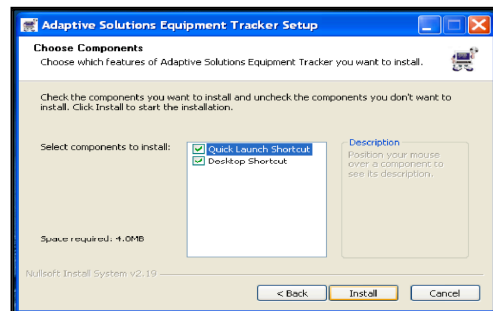 Adaptive Solutions Equipment Tracker Setup
Choose Components
Choose which features of Adaptive Solutions Equipment Tracker you want to install.
Check the components you want to install and uncheck the components you don't want to
install. Click Install to start the installation.
Select components to install:
Quick Launch Shortcut
Desktop Shortcut
Description
Position your mouse
over a component to
see its description.
Space required: 4.0MB
Nullsoft Install System v2.19
< Back
Install
Cancel